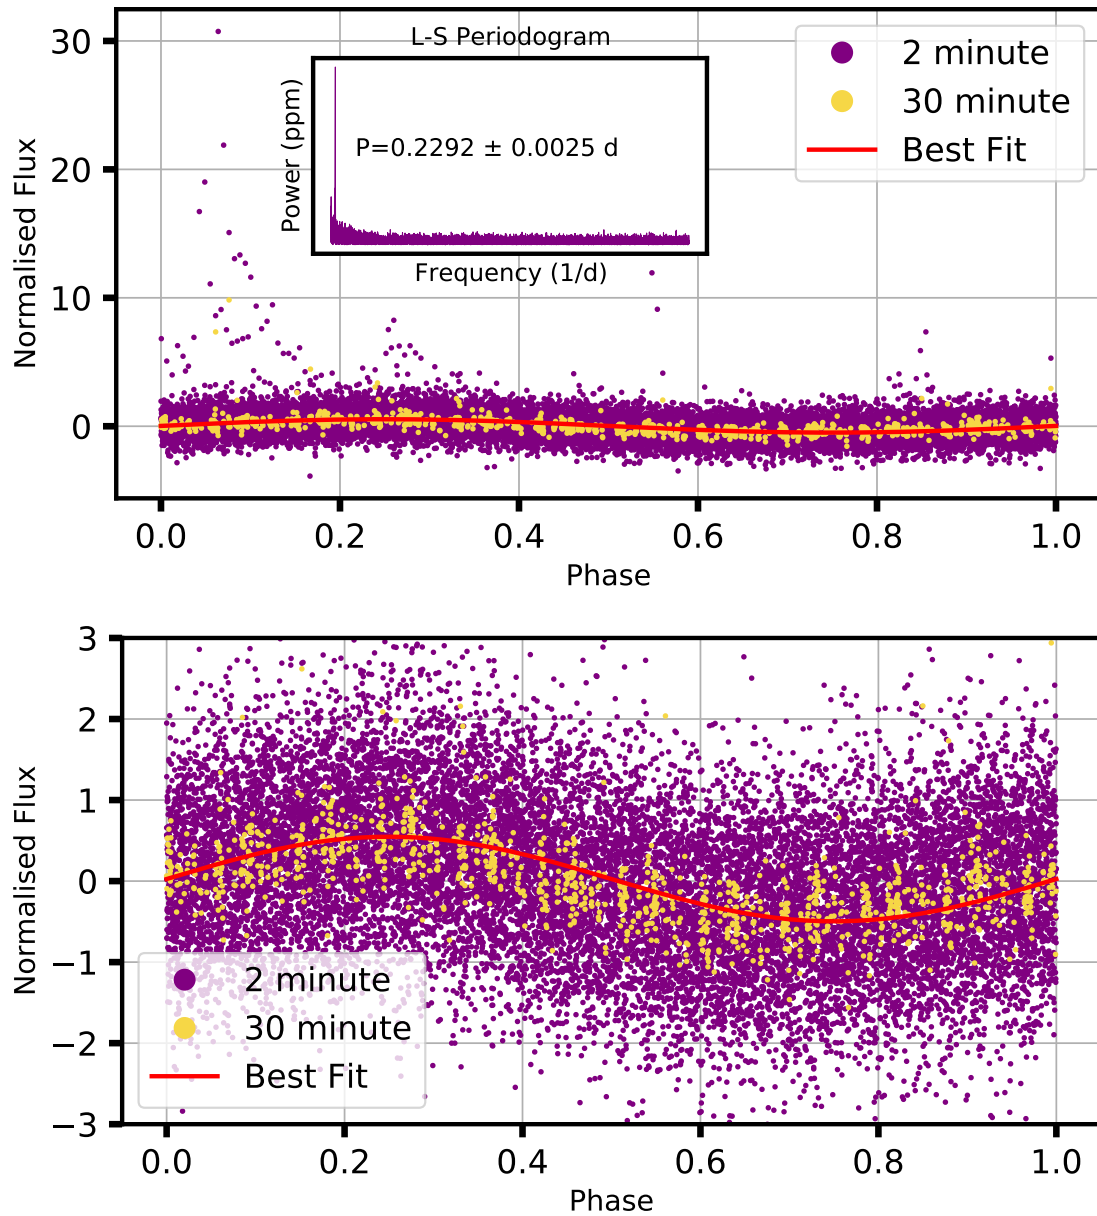 L-S Periodogram
Power (ppm)
P=0.2292 ± 0.0025 d
Frequency (1/d)
2 minute
30 minute
Best Fit
Normalised Flux
30
20
10
0
0.0 0.2 0.4 0.6 0.8 1.0
Phase
Normalised Flux
3
2
1
0
−1
−2
−3
2 minute
30 minute
Best Fit
0.0 0.2 0.4 0.6 0.8 1.0
Phase